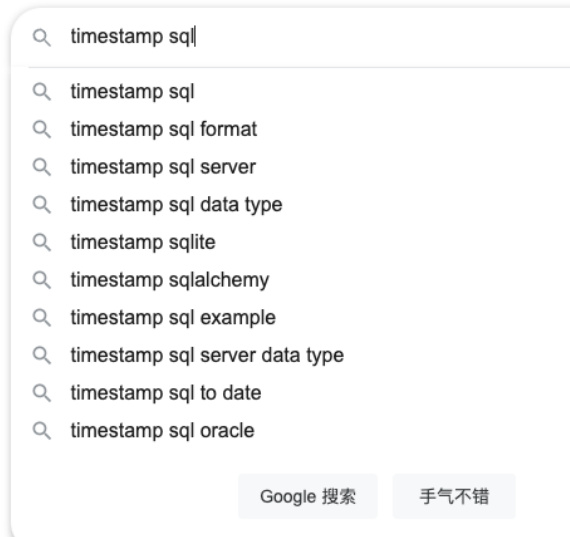 timestamp sql
timestamp sql
timestamp sql format
timestamp sql server
timestamp sql data type
timestamp sqlite
timestamp sqlalchemy
timestamp sql example
timestamp sql server data type
timestamp sql to date
timestamp sql oracle
Google 搜索 手气不错